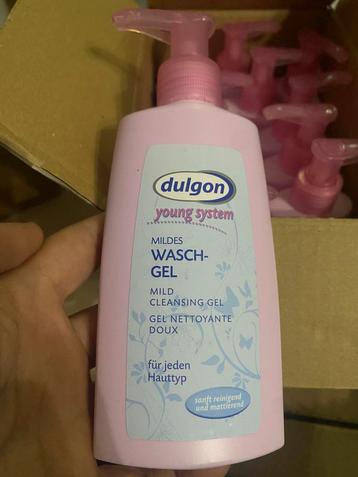 dulgon
young system
MILDES
WASCH-
GEL
MILD
CLEANSING GEL
GEL NETTOYANTE
DOUX
für jeden
Hauttyp
sanft reinigend
und mattierend